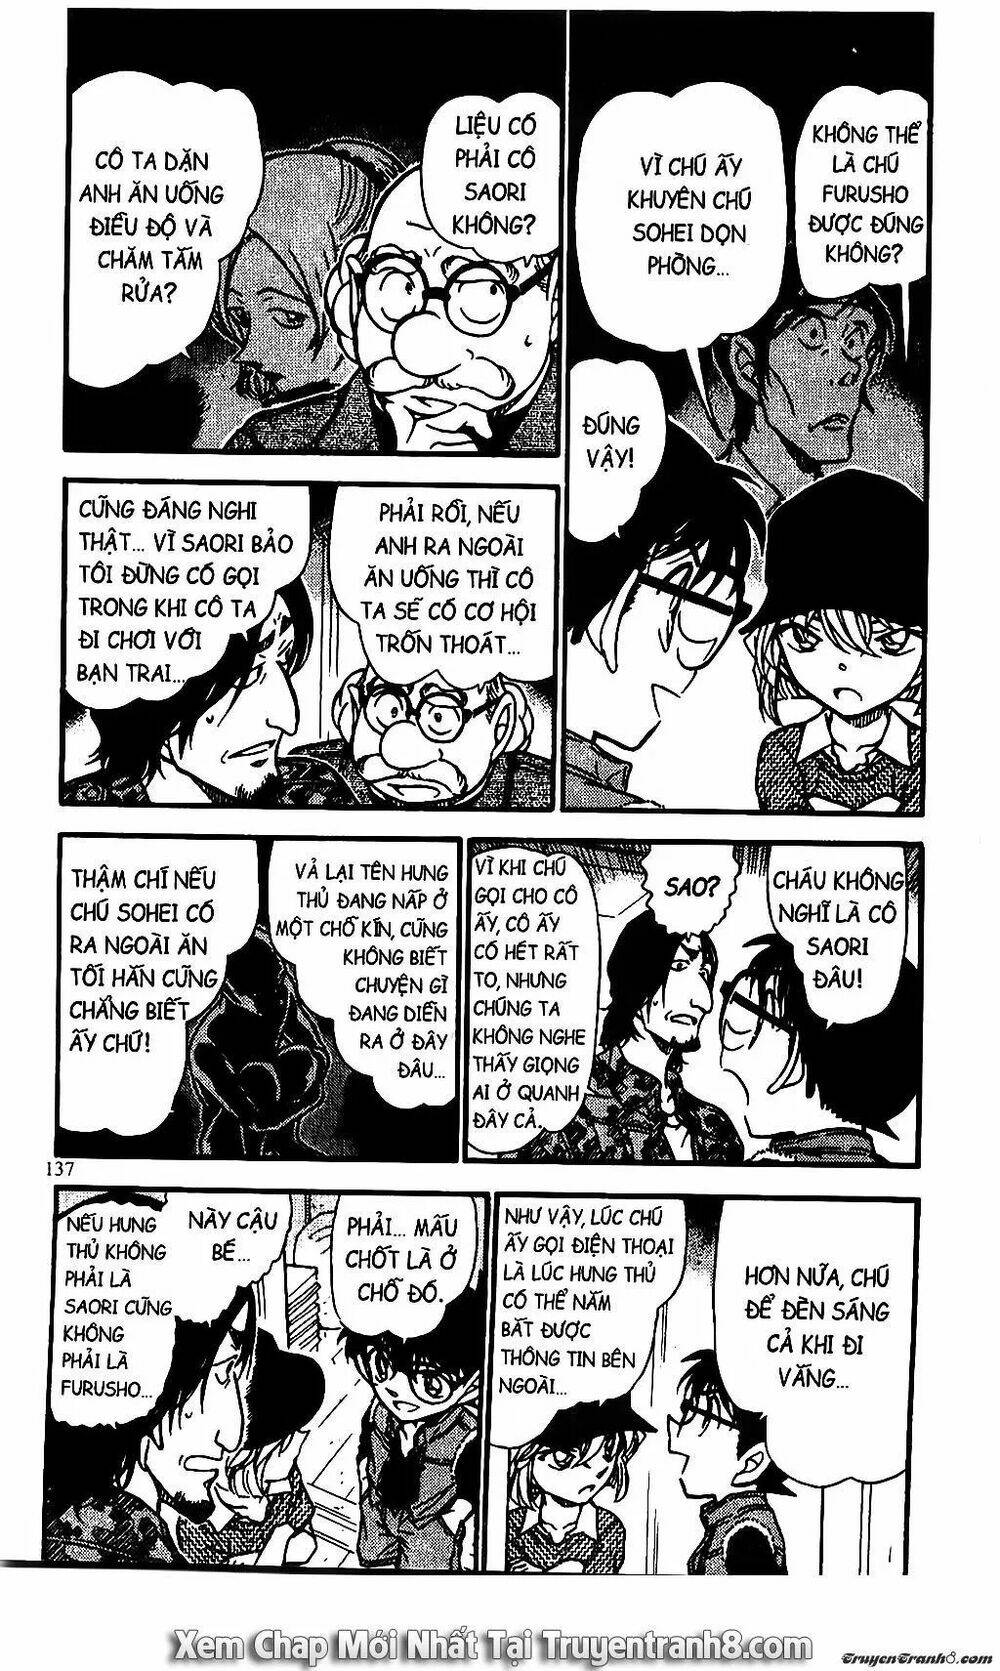 KHÔNG THỂ
LÀ CHÚ
FURUSHO
ĐƯỢC ĐÚNG
KHÔNG?
VÌ CHÚ ẤY
KHUYÊN CHÚ
SOHEI DỌN
PHÒNG...
ĐÚNG
VẬY!
LIỆU CÓ
PHẢI CÔ
SAORI
KHÔNG?
CÔ TA DẶN
ANH ĂN UỐNG
ĐIỀU ĐỘ VÀ
CHĂM TẮM
RỬA?
PHẢI RỒI, NẾU
ANH RA NGOÀI
ĂN UỐNG THÌ CÔ
TA SẼ CÓ CƠ HỘI
TRỐN THOÁT...
CŨNG ĐÁNG NGHI
THẬT... VÌ SAORI BẢO
TÔI ĐỪNG CÓ GỌI
TRONG KHI CÔ TA
ĐI CHƠI VỚI
BẠN TRAI...
CHÁU KHÔNG
NGHĨ LÀ CÔ
SAORI
ĐÂU!
SAO?
VÌ KHI CHÚ
GỌI CHO CÔ
ẤY, CÔ ẤY
CÓ HÉT RẤT
TO, NHƯNG
CHÚNG TA
KHÔNG NGHE
THẤY GIỌNG
AI Ở QUANH
ĐÂY CẢ.
VẢ LẠI TÊN HUNG
THỦ ĐANG NẤP Ở
MỘT CHỖ KÍN, CŨNG
KHÔNG BIẾT
CHUYỆN GÌ
ĐANG DIỄN
RA Ở ĐÂY
ĐÂU...
THẬM CHÍ NẾU
CHÚ SOHEI CÓ
RA NGOÀI ĂN
TỐI HẮN CŨNG
CHẲNG BIẾT
ẤY CHỨ!
137
HƠN NỮA, CHÚ
ĐỂ ĐÈN SÁNG
CẢ KHI ĐI
VẮNG...
NHƯ VẬY, LÚC CHÚ
ẤY GỌI ĐIỆN THOẠI
LÀ LÚC HUNG THỦ
CÓ THỂ NẮM
BẮT ĐƯỢC
THÔNG TIN BÊN
NGOÀI...
PHẢI... MẤU
CHỐT LÀ Ở
CHỖ ĐÓ.
NÀY CẬU
BÉ...
NẾU HUNG
THỦ KHÔNG
PHẢI LÀ
SAORI CŨNG
KHÔNG
PHẢI LÀ
FURUSHO...
Xem Chap Mới Nhất Tại Truyentranh8.com
TruyenTranh8.com